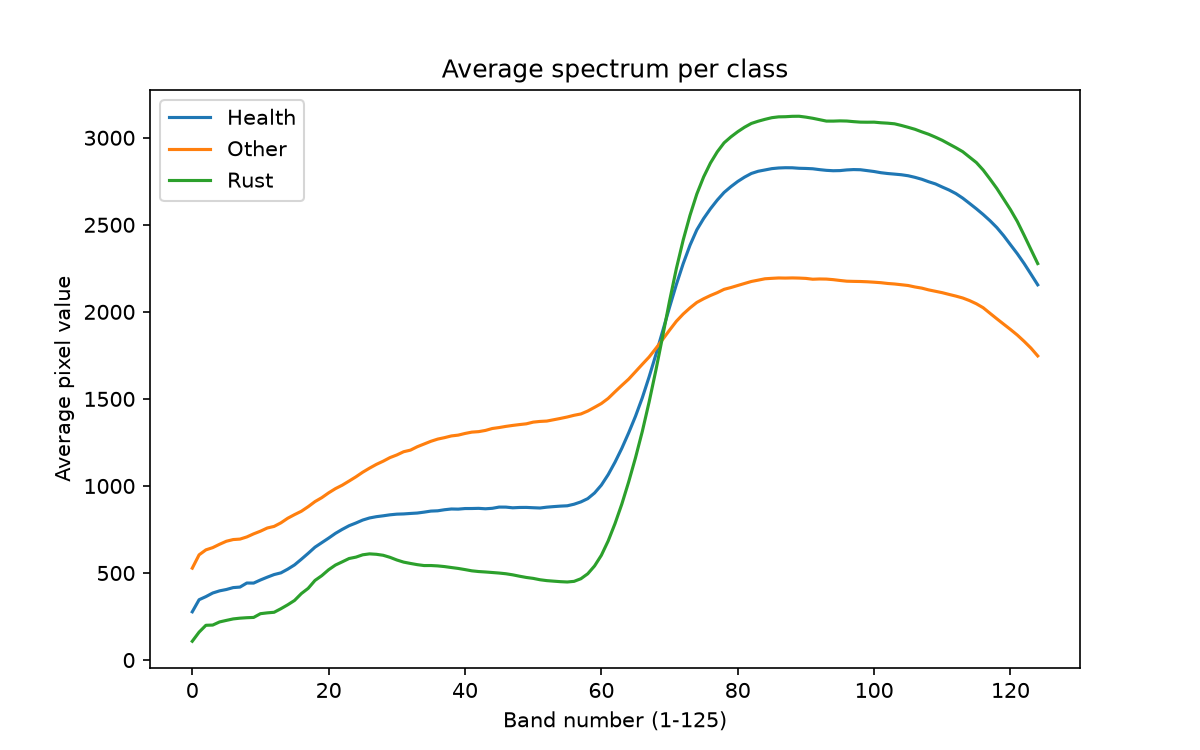 Average spectrum per class
Health
Other
Rust
3000
2500
2000
1500
1000
500
0
Average pixel value
0 20 40 60 80 100 120
Band number (1-125)